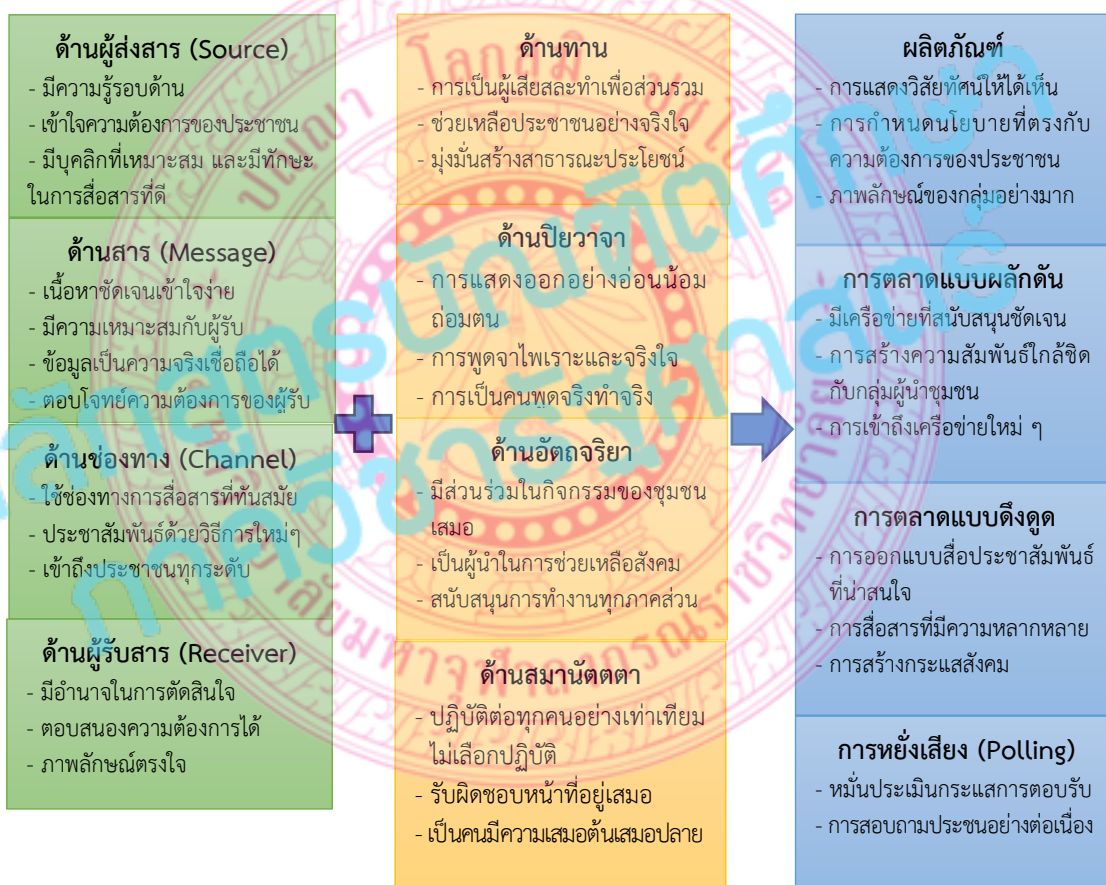 ด้านผู้ส่งสาร (Source)
- มีความรู้รอบด้าน
- เข้าใจความต้องการของประชาชน
- มีบุคลิกที่เหมาะสม และมีทักษะ
ในการสื่อสารที่ดี
ด้านสาร (Message)
- เนื้อหาชัดเจนเข้าใจง่าย
- มีความเหมาะสมกับผู้รับ
- ข้อมูลเป็นความจริงเชื่อถือได้
- ตอบโจทย์ความต้องการของผู้รับ
ด้านช่องทาง (Channel)
- ใช้ช่องทางการสื่อสารที่ทันสมัย
- ประชาสัมพันธ์ด้วยวิธีการใหม่ๆ
- เข้าถึงประชาชนทุกระดับ
ด้านผู้รับสาร (Receiver)
- มีอำนาจในการตัดสินใจ
- ตอบสนองความต้องการได้
- ภาพลักษณ์ตรงใจ
ด้านทาน
- การเป็นผู้เสียสละทำเพื่อส่วนรวม
- ช่วยเหลือประชาชนอย่างจริงใจ
- มุ่งมั่นสร้างสาธารณะประโยชน์
ด้านปิยวาจา
- การแสดงออกอย่างอ่อนน้อม
ถ่อมตน
- การพูดจาไพเราะและจริงใจ
- การเป็นคนพูดจริงทำจริง
ด้านอัตถจริยา
- มีส่วนร่วมในกิจกรรมของชุมชน
เสมอ
- เป็นผู้นำในการช่วยเหลือสังคม
- สนับสนุนการทำงานทุกภาคส่วน
ด้านสมานัตตตา
- ปฏิบัติต่อทุกคนอย่างเท่าเทียม
ไม่เลือกปฏิบัติ
- รับผิดชอบหน้าที่อยู่เสมอ
- เป็นคนมีความเสมอต้นเสมอปลาย
ผลิตภัณฑ์
- การแสดงวิสัยทัศน์ให้ได้เห็น
- การกำหนดนโยบายที่ตรงกับ
ความต้องการของประชาชน
- ภาพลักษณ์ของกลุ่มอย่างมาก
การตลาดแบบผลักดัน
- มีเครือข่ายที่สนับสนุนชัดเจน
- การสร้างความสัมพันธ์ใกล้ชิด
กับกลุ่มผู้นำชุมชน
- การเข้าถึงเครือข่ายใหม่ ๆ
การตลาดแบบดึงดูด
- การออกแบบสื่อประชาสัมพันธ์
ที่น่าสนใจ
- การสื่อสารที่มีความหลากหลาย
- การสร้างกระแสสังคม
การหยั่งเสียง (Polling)
- หมั่นประเมินกระแสการตอบรับ
- การสอบถามประชนอย่างต่อเนื่อง